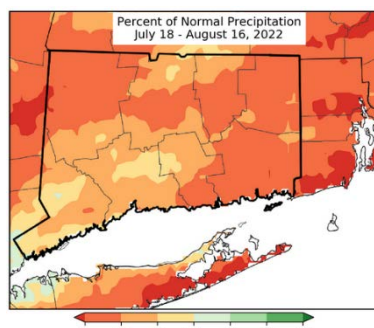 Percent of Normal Precipitation
July 18 - August 16, 2022